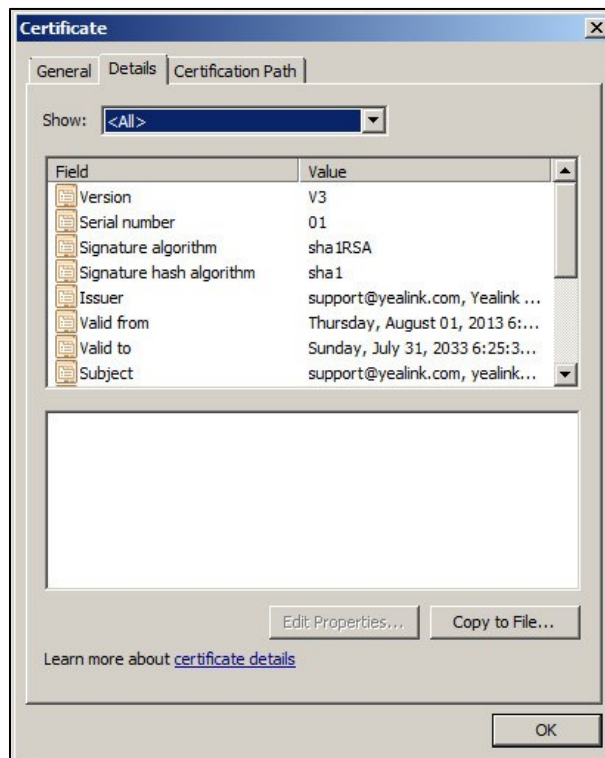 Certificate
General Details Certification Path
Show: <All>
Field Value
Version V3
Serial number 01
Signature algorithm sha1RSA
Signature hash algorithm sha1
Issuer support@yealink.com, Yealink ...
Valid from Thursday, August 01, 2013 6:...
Valid to Sunday, July 31, 2033 6:25:3...
Subject support@yealink.com, yealink...
Edit Properties... Copy to File...
Learn more about certificate details
OK